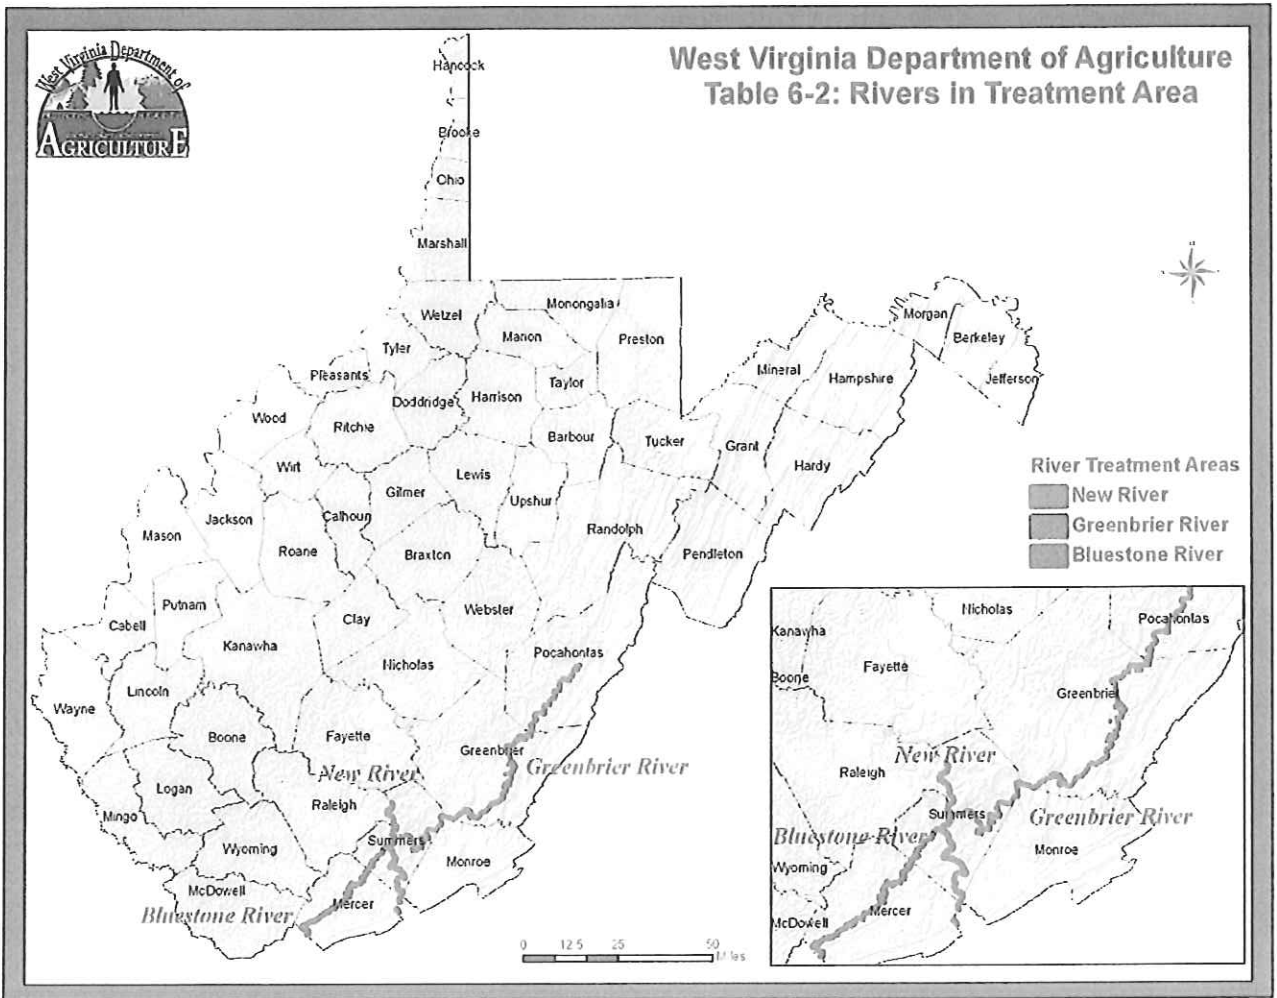 West Virginia Department of
AGRICULTURE
West Virginia Department of Agriculture
Table 6-2: Rivers in Treatment Area
Hancock
Brooke
Ohio
Marshall
Wetzel
Monongalia
Marion
Preston
Tyler
Pleasants
Doddridge
Harrison
Taylor
Mineral
Hampshire
Morgan
Berkeley
Jefferson
Wood
Ritchie
Barbour
Tucker
Grant
Hardy
Wirt
Lewis
Gilmer
Upshur
Calhoun
Jackson
Mason
Roane
Braxton
Randolph
Pendleton
Putnam
Cabell
Clay
Webster
Kanawha
Nicholas
Pocahontas
Wayne
Lincoln
Boone
Fayette
Greenbrier
Greenbrier River
New River
Logan
Raleigh
Mingo
Summers
Wyoming
Monroe
McDowell
Mercer
Bluestone River
River Treatment Areas
New River
Greenbrier River
Bluestone River
Nicholas
Pocahontas
Kanawha
Fayette
Boone
Greenbrier
New River
Raleigh
Summers
Greenbrier River
Bluestone River
Monroe
Wyoming
Mercer
McDowell
0 12.5 25 50
Miles